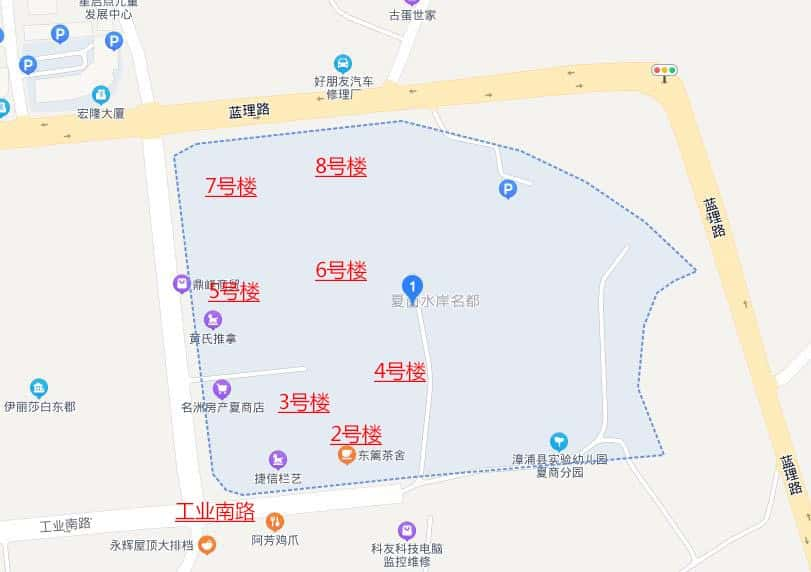 星启点儿童
发展中心
古蛋世家
P
P
P
好朋友汽车
修理厂
宏隆大厦
蓝理路
8号楼
7号楼
P
蓝理路
6号楼
鼎峰商贸
5号楼
1
夏商水岸名都
黄氏推拿
4号楼
伊丽莎白东郡
名洲房产夏商店
3号楼
2号楼
东篱茶舍
漳浦县实验幼儿园
夏商分园
捷信栏艺
蓝理路
工业南路
工业南路
阿芳鸡爪
永辉屋顶大排档
科友科技电脑
监控维修